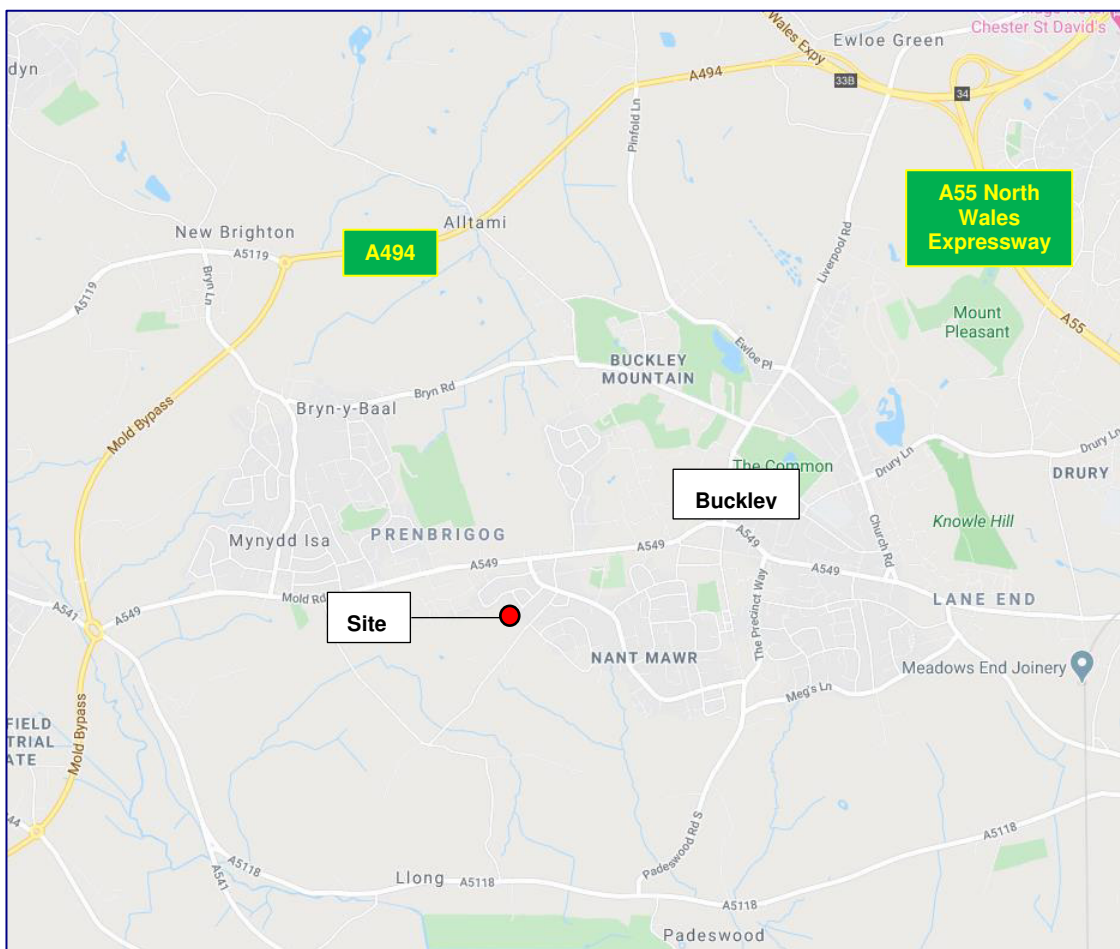 Chester St David's
Ewloe Green
Wales Expy
dyn
A494
33B
34
Pinfold Ln
A55 North
Wales
Expressway
Liverpool Rd
Alltami
New Brighton
A5119
A494
A5119
Bryn Ln
Mount
Pleasant
A55
Ewloe Pl
BUCKLEY
MOUNTAIN
Bryn Rd
Bryn-y-Baal
Mold Bypass
The Common
Drury Ln
Drury Ln
DRURY
Buckley
Knowle Hill
Church Rd
PRENBRIGOG
Mynydd Isa
A549
A549
A549
A549
Mold Rd
A541
A549
Site
The Precinct Way
LANE END
NANT MAWR
Meadows End Joinery
Meg's Ln
FIELD
TRIAL
ATE
Mold Bypass
44
Padeswood Rd S
A5118
A5118
A541
Llong
A5118
A5118
Padeswood